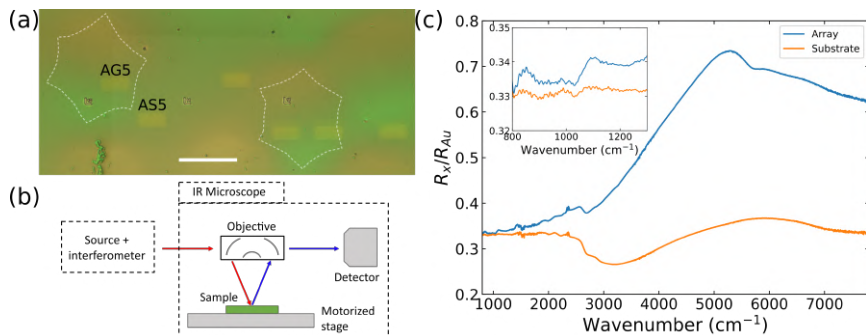 (a)
AG5
AS5
(b)
IR Microscope
Source +
interferometer
Objective
Detector
Sample
Motorized
stage
(c)
0.8
0.7
0.6
0.5
0.4
0.3
0.2
R_x/R_Au
1000 2000 3000 4000 5000 6000 7000
Wavenumber (cm⁻¹)
Array
Substrate
0.35
0.34
0.33
0.32
800 1000 1200
Wavenumber (cm⁻¹)